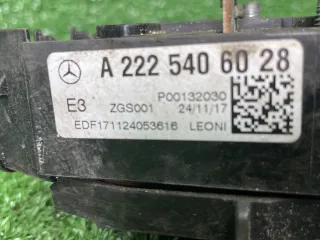 A 222 540 60 28
E3 P00132030
ZGS001 24/11/17
EDF171124053616 LEONI